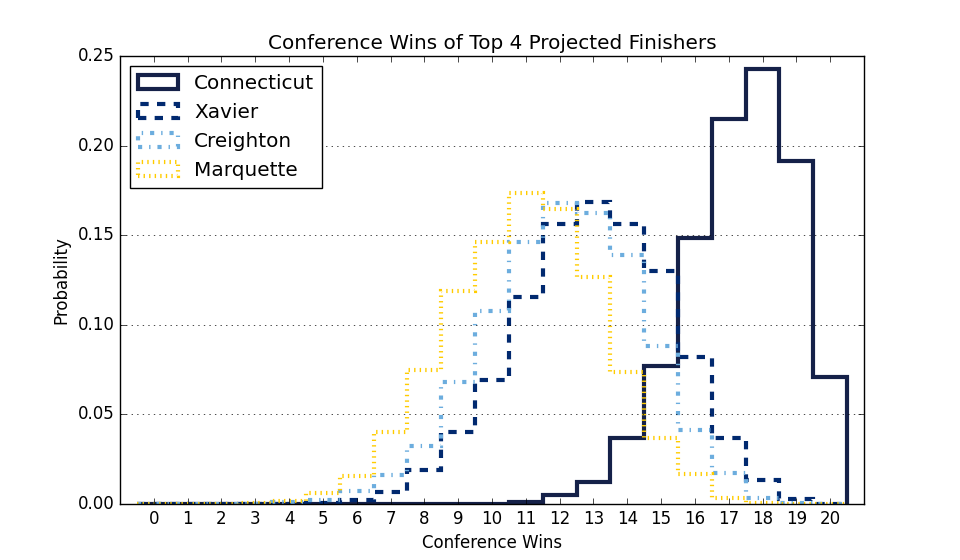 Conference Wins of Top 4 Projected Finishers
Connecticut
Xavier
Creighton
Marquette
0.25
0.20
0.15
0.10
0.05
0.00
Probability
0 1 2 3 4 5 6 7 8 9 10 11 12 13 14 15 16 17 18 19 20
Conference Wins